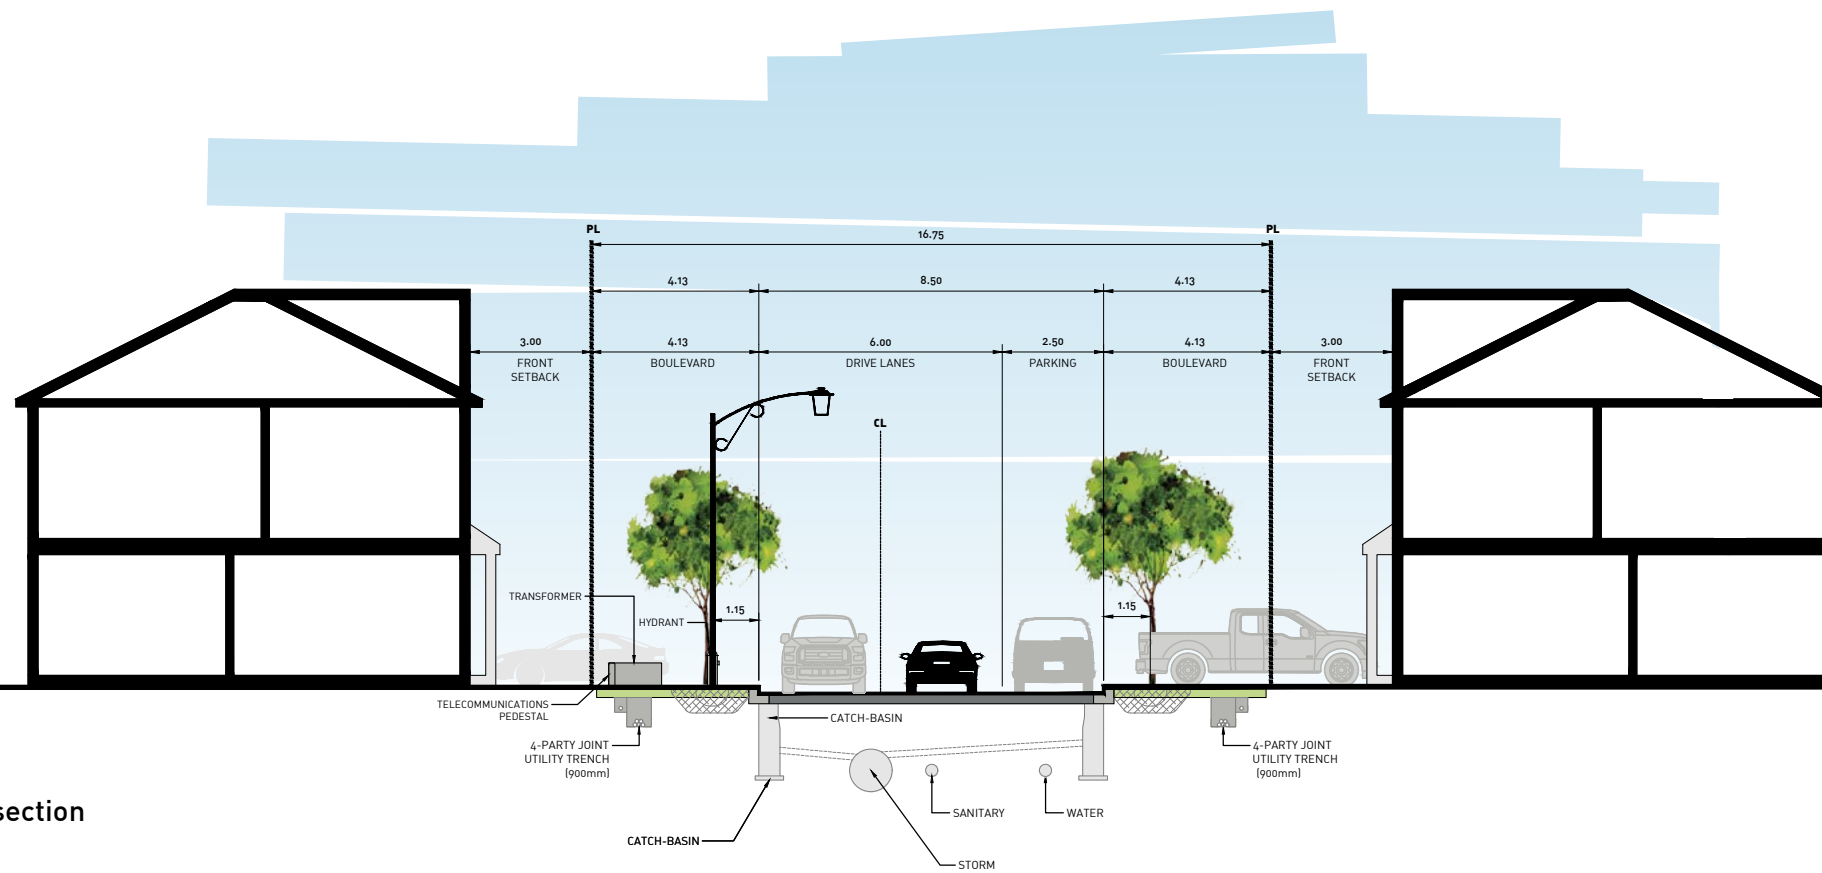 PL
PL
16.75
4.13
8.50
4.13
3.00
4.13
6.00
2.50
4.13
3.00
FRONT
SETBACK
BOULEVARD
DRIVE LANES
PARKING
BOULEVARD
FRONT
SETBACK
CL
TRANSFORMER
HYDRANT
1.15
1.15
TELECOMMUNICATIONS
PEDESTAL
CATCH-BASIN
4-PARTY JOINT
UTILITY TRENCH
(900mm)
4-PARTY JOINT
UTILITY TRENCH
(900mm)
SANITARY
WATER
section
CATCH-BASIN
STORM